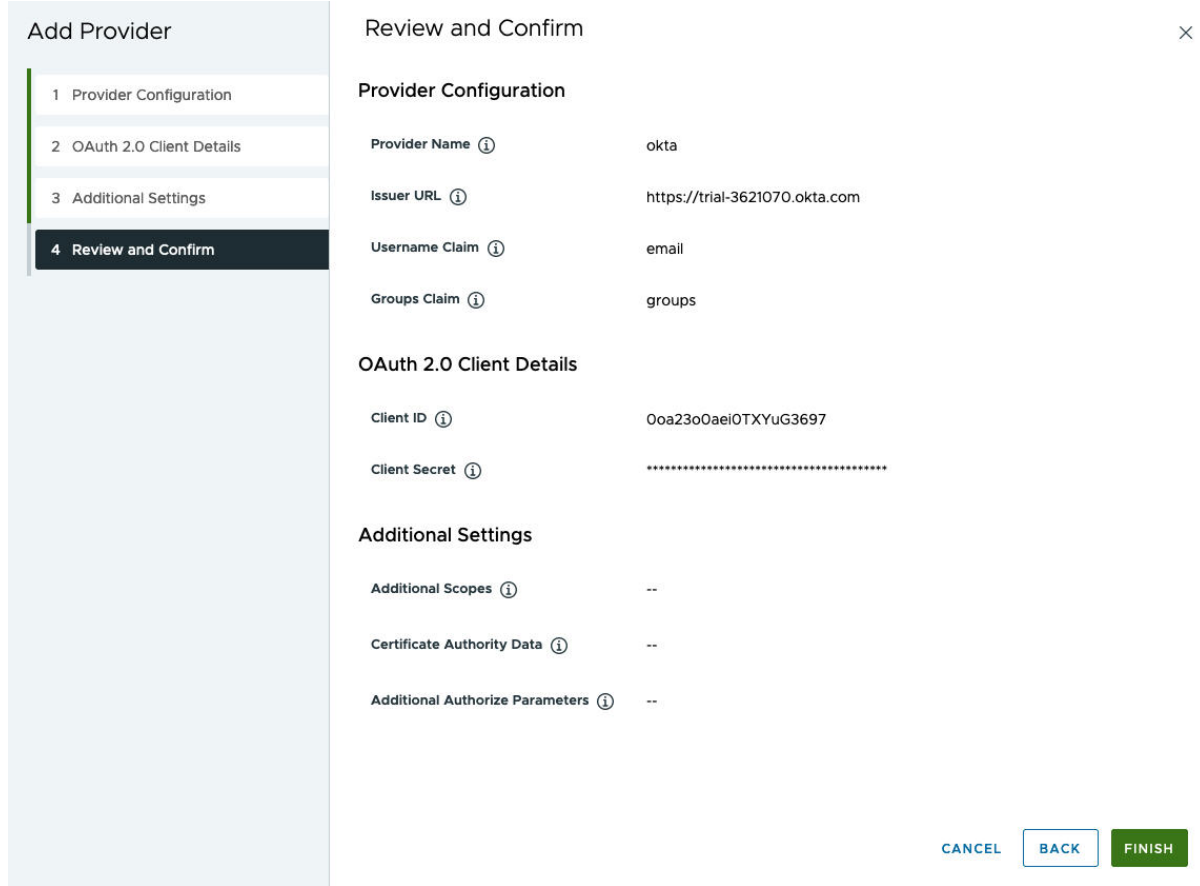 Add Provider
1 Provider Configuration
2 OAuth 2.0 Client Details
3 Additional Settings
4 Review and Confirm
Review and Confirm
Provider Configuration
Provider Name okta
Issuer URL https://trial-3621070.okta.com
Username Claim email
Groups Claim groups
OAuth 2.0 Client Details
Client ID 0oa23o0aei0TXYuG3697
Client Secret ****************************************
Additional Settings
Additional Scopes --
Certificate Authority Data --
Additional Authorize Parameters --
CANCEL BACK FINISH